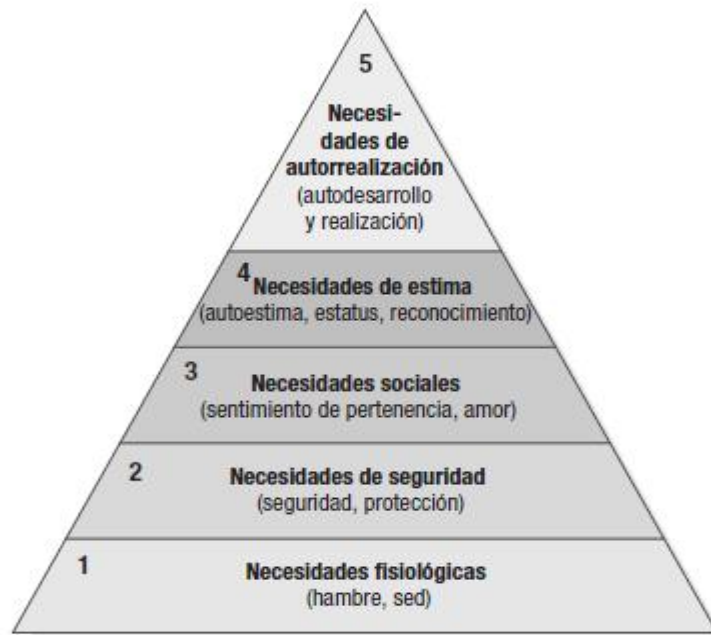 5
Necesi-
dades de
autorrealización
(autodesarrollo
y realización)
4
Necesidades de estima
(autoestima, estatus, reconocimiento)
3
Necesidades sociales
(sentimiento de pertenencia, amor)
2
Necesidades de seguridad
(seguridad, protección)
1
Necesidades fisiológicas
(hambre, sed)